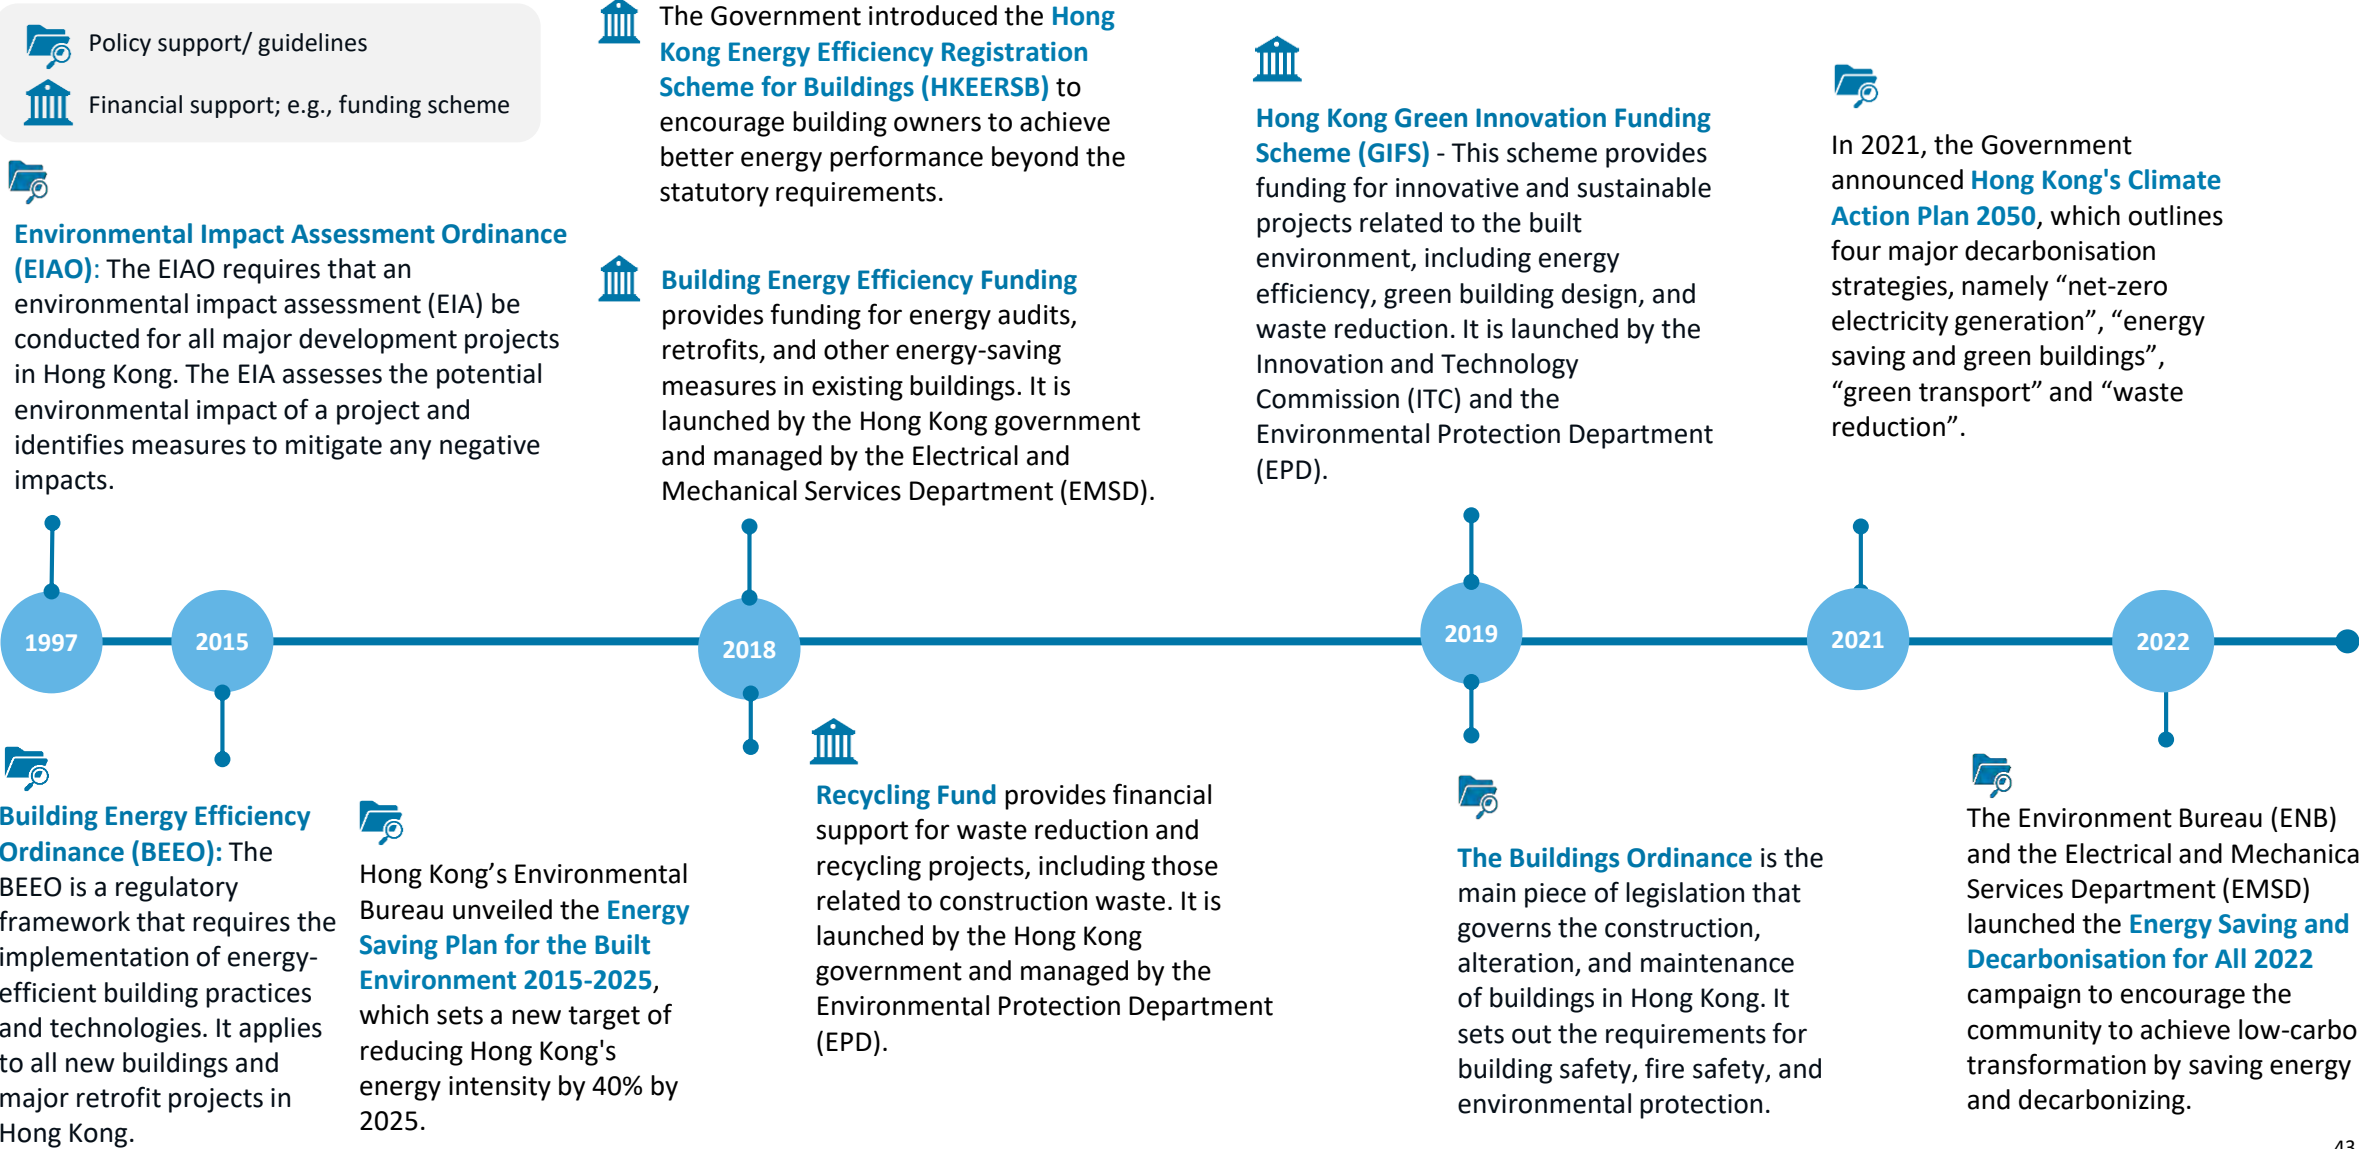 Policy support/ guidelines
Financial support; e.g., funding scheme
Environmental Impact Assessment Ordinance
(EIAO): The EIAO requires that an
environmental impact assessment (EIA) be
conducted for all major development projects
in Hong Kong. The EIA assesses the potential
environmental impact of a project and
identifies measures to mitigate any negative
impacts.
The Government introduced the Hong
Kong Energy Efficiency Registration
Scheme for Buildings (HKEERSB) to
encourage building owners to achieve
better energy performance beyond the
statutory requirements.
Building Energy Efficiency Funding
provides funding for energy audits,
retrofits, and other energy-saving
measures in existing buildings. It is
launched by the Hong Kong government
and managed by the Electrical and
Mechanical Services Department (EMSD).
Hong Kong Green Innovation Funding
Scheme (GIFS) - This scheme provides
funding for innovative and sustainable
projects related to the built
environment, including energy
efficiency, green building design, and
waste reduction. It is launched by the
Innovation and Technology
Commission (ITC) and the
Environmental Protection Department
(EPD).
In 2021, the Government
announced Hong Kong's Climate
Action Plan 2050, which outlines
four major decarbonisation
strategies, namely “net-zero
electricity generation”, “energy
saving and green buildings”,
“green transport” and “waste
reduction”.
1997
2015
2018
2019
2021
2022
Building Energy Efficiency
Ordinance (BEEO): The
BEEO is a regulatory
framework that requires the
implementation of energy-
efficient building practices
and technologies. It applies
to all new buildings and
major retrofit projects in
Hong Kong.
Hong Kong’s Environmental
Bureau unveiled the Energy
Saving Plan for the Built
Environment 2015-2025,
which sets a new target of
reducing Hong Kong's
energy intensity by 40% by
2025.
Recycling Fund provides financial
support for waste reduction and
recycling projects, including those
related to construction waste. It is
launched by the Hong Kong
government and managed by the
Environmental Protection Department
(EPD).
The Buildings Ordinance is the
main piece of legislation that
governs the construction,
alteration, and maintenance
of buildings in Hong Kong. It
sets out the requirements for
building safety, fire safety, and
environmental protection.
The Environment Bureau (ENB)
and the Electrical and Mechanica
Services Department (EMSD)
launched the Energy Saving and
Decarbonisation for All 2022
campaign to encourage the
community to achieve low-carbo
transformation by saving energy
and decarbonizing.
43